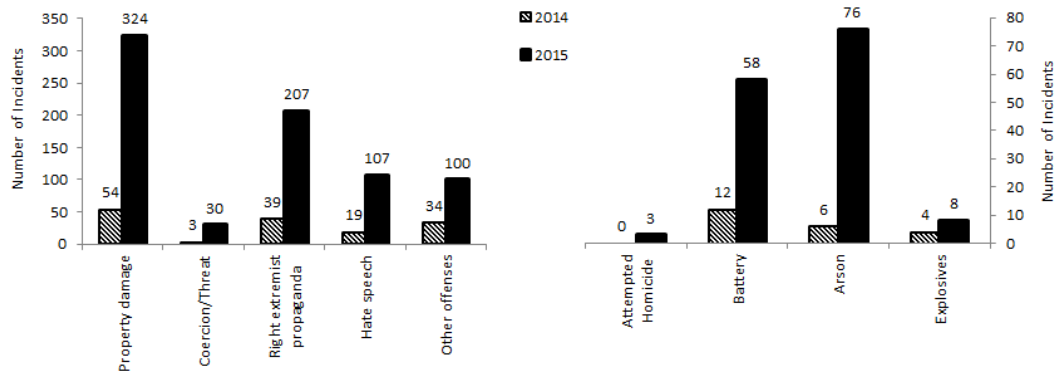 Number of Incidents
350
300
250
200
150
100
50
0
324
54
3
30
39
207
19
107
34
100
Property damage
Coercion/Threat
Right extremist
propaganda
Hate speech
Other offenses
2014
2015
0
3
12
58
6
76
4
8
Attempted
Homicide
Battery
Arson
Explosives
80
70
60
50
40
30
20
10
0
Number of Incidents